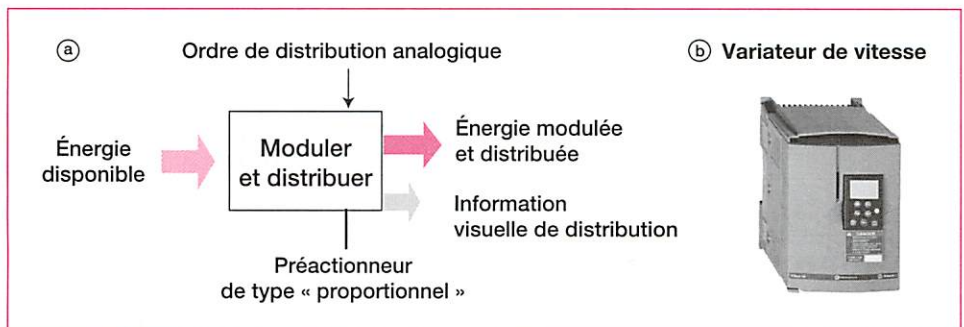 ⓐ Ordre de distribution analogique
ⓑ Variateur de vitesse
Énergie
disponible
Moduler
et distribuer
Énergie modulée
et distribuée
Information
visuelle de distribution
Préactionneur
de type « proportionnel »